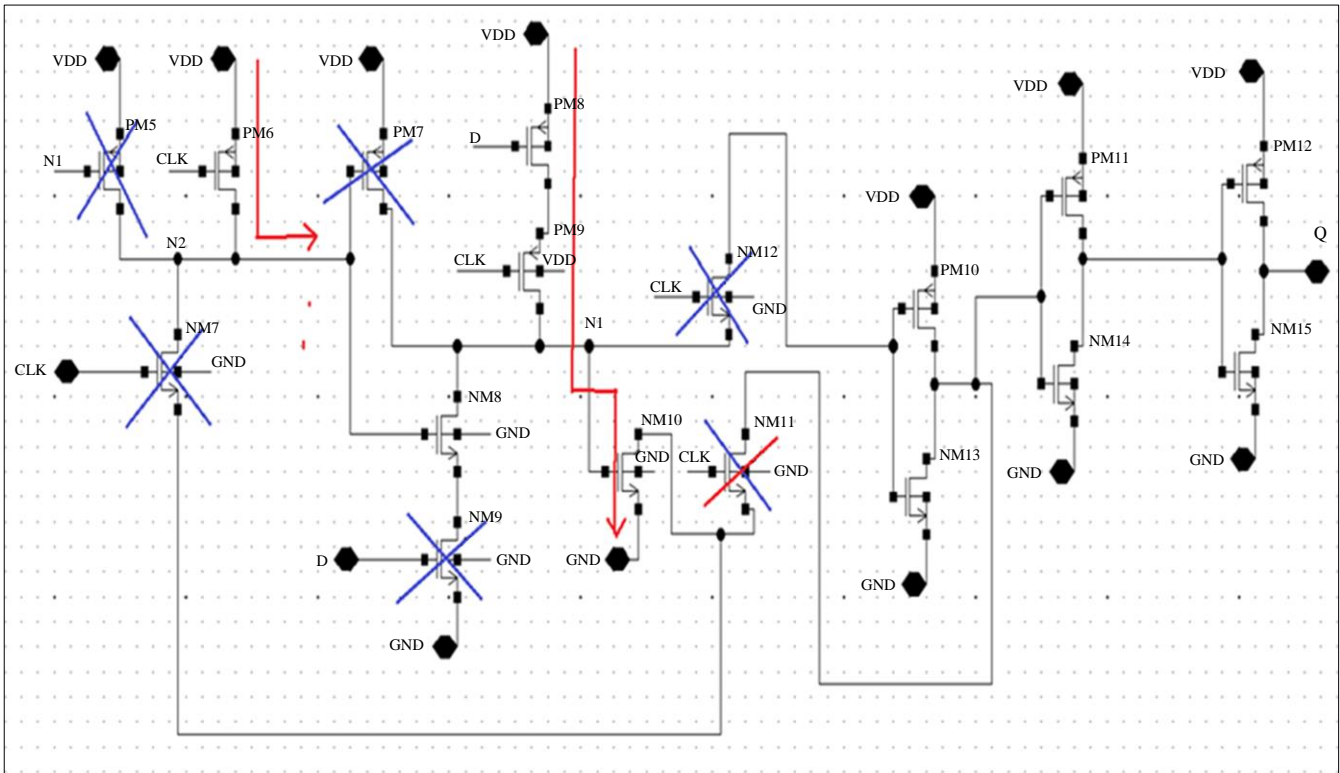 VDD
VDD
VDD
VDD
VDD
VDD
PM5
PM6
PM7
PM8
PM11
PM12
N1
CLK
D
VDD
Q
N2
PM9
CLK
VDD
NM12
PM10
CLK
GND
N1
NM7
NM14
NM15
CLK
GND
NM8
NM10
NM11
GND
GND
CLK
GND
NM13
GND
GND
NM9
D
GND
GND
GND
GND